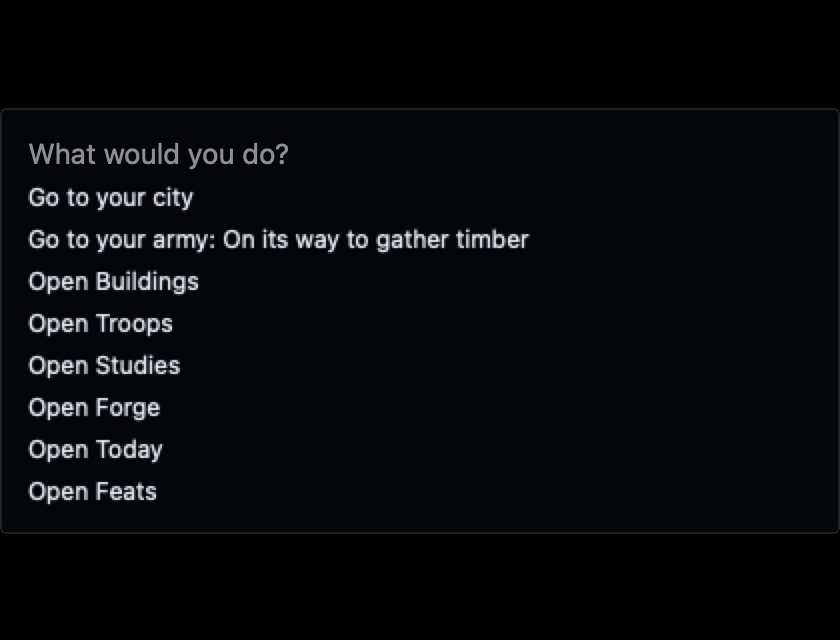 What would you do?
Go to your city
Go to your army: On its way to gather timber
Open Buildings
Open Troops
Open Studies
Open Forge
Open Today
Open Feats